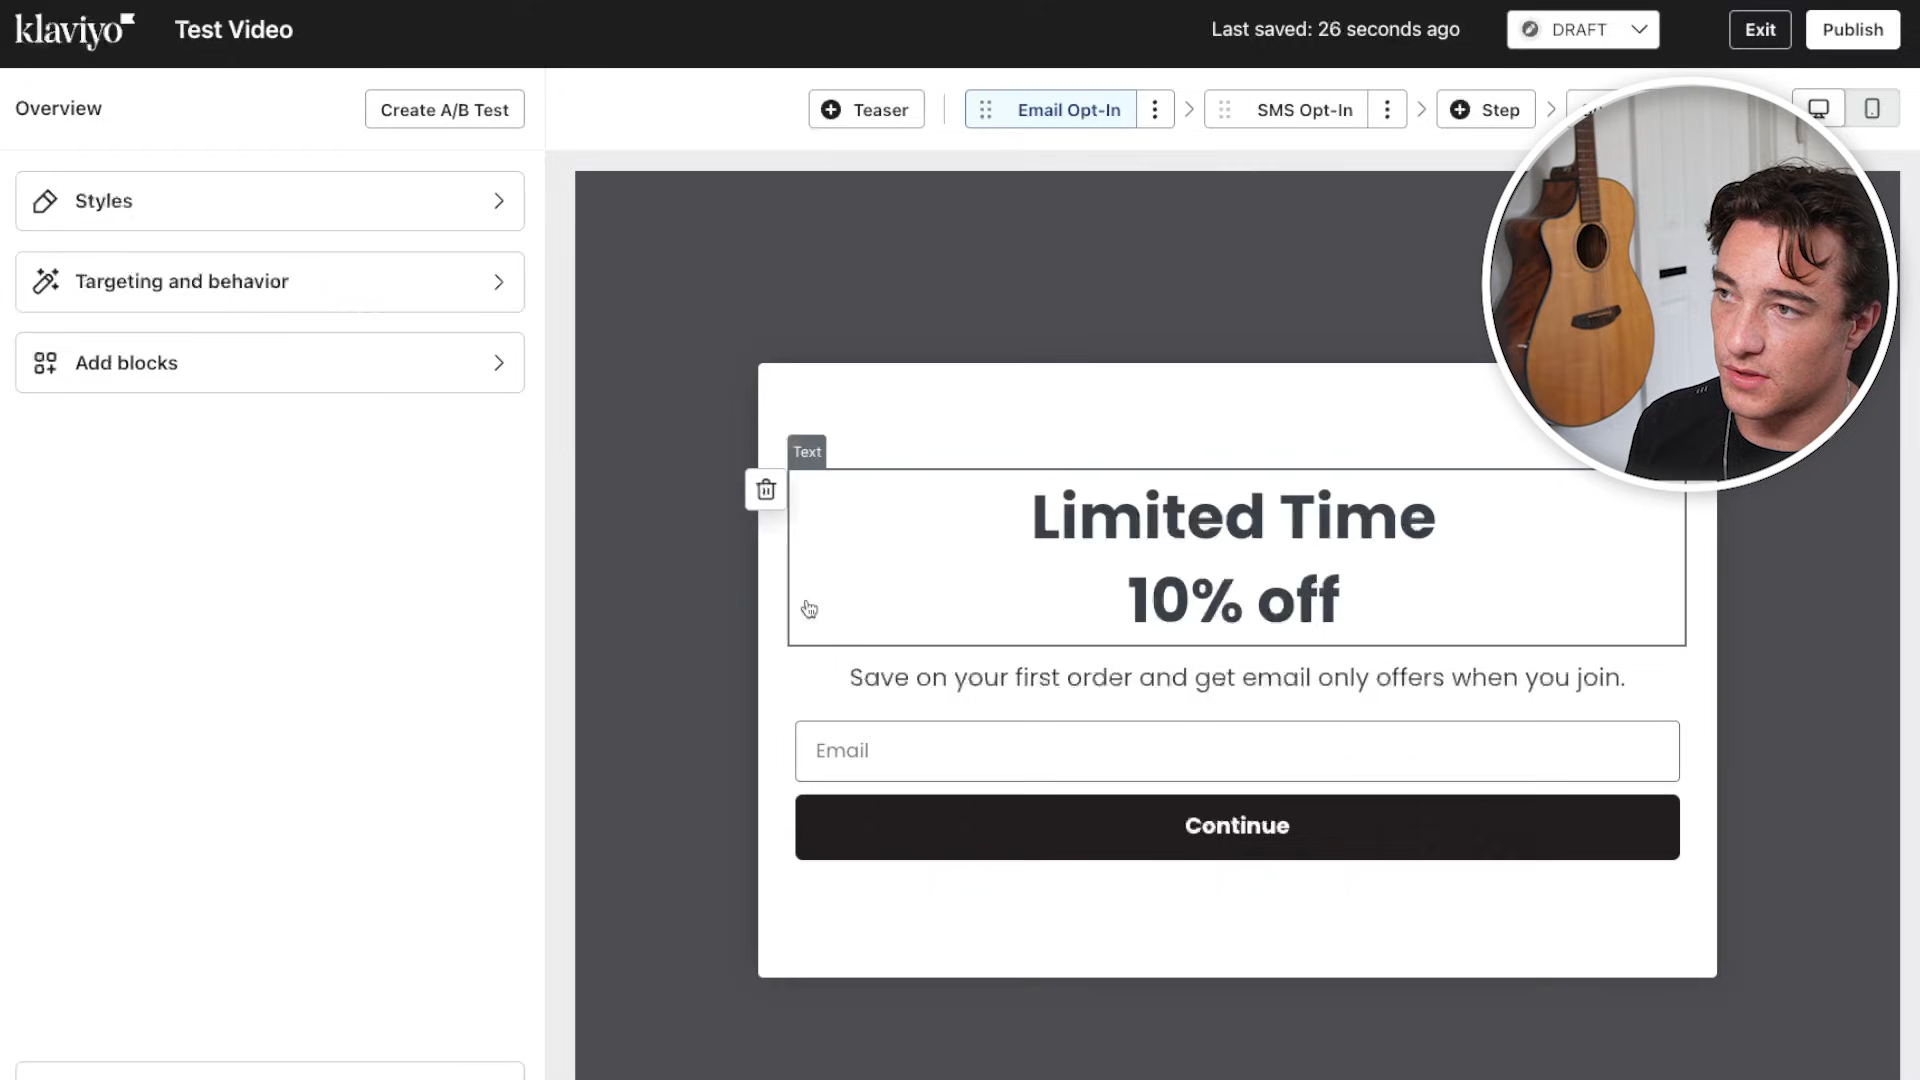 klaviyo
Test Video
Last saved: 26 seconds ago
DRAFT
Exit
Publish
Overview
Create A/B Test
Teaser
Email Opt-In
SMS Opt-In
Step
Styles
Targeting and behavior
Add blocks
Text
Limited Time
10% off
Save on your first order and get email only offers when you join.
Email
Continue